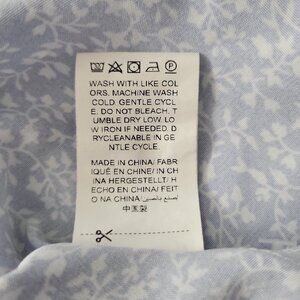 WASH WITH LIKE COL
ORS. MACHINE WASH
COLD. GENTLE CYCL
E. DO NOT BLEACH. T
UMBLE DRY LOW. LO
W IRON IF NEEDED. D
RYCLEANABLE IN GE
NTLE CYCLE.
MADE IN CHINA/ FABR
IQUÉ EN CHINE/ IN CH
INA HERGESTELLT/ H
ECHO EN CHINA/ FEIT
O NA CHINA/ صنع في الصين/
中国製